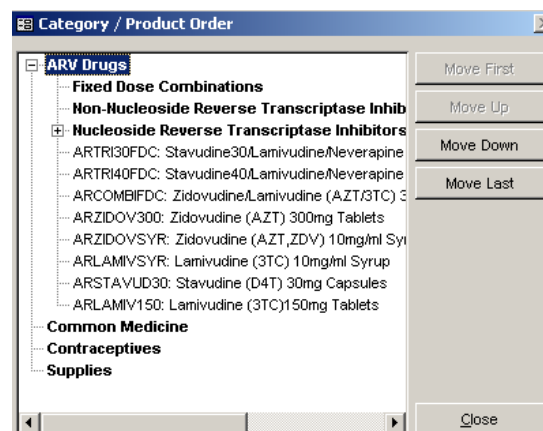 Category / Product Order
ARV Drugs
Fixed Dose Combinations
Non-Nucleoside Reverse Transcriptase Inhib
Nucleoside Reverse Transcriptase Inhibitors
ARTRI30FDC: Stavudine30/Lamivudine/Neverapine
ARTRI40FDC: Stavudine40/Lamivudine/Neverapine
ARCOMBIFDC: Zidovudine/Lamivudine (AZT/3TC) 3
ARZIDOV300: Zidovudine (AZT) 300mg Tablets
ARZIDOVSYR: Zidovudine (AZT,ZDV) 10mg/ml Syr
ARLAMIVSYR: Lamivudine (3TC) 10mg/ml Syrup
ARSTAVUD30: Stavudine (D4T) 30mg Capsules
ARLAMIV150: Lamivudine (3TC)150mg Tablets
Common Medicine
Contraceptives
Supplies
Move First
Move Up
Move Down
Move Last
Close